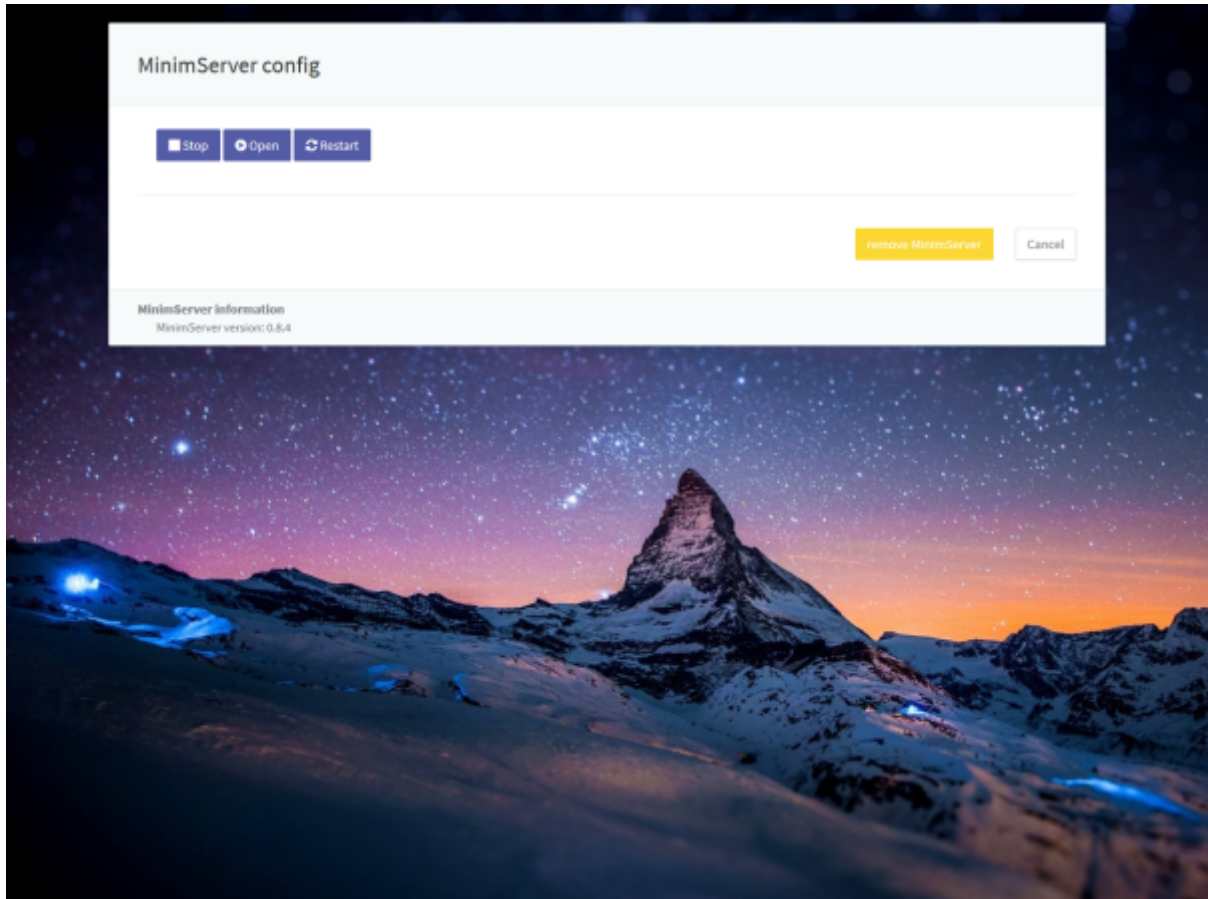 MinimServer config
Stop Open Restart
remove MinimServer Cancel
MinimServer information
MinimServer version: 0.8.4